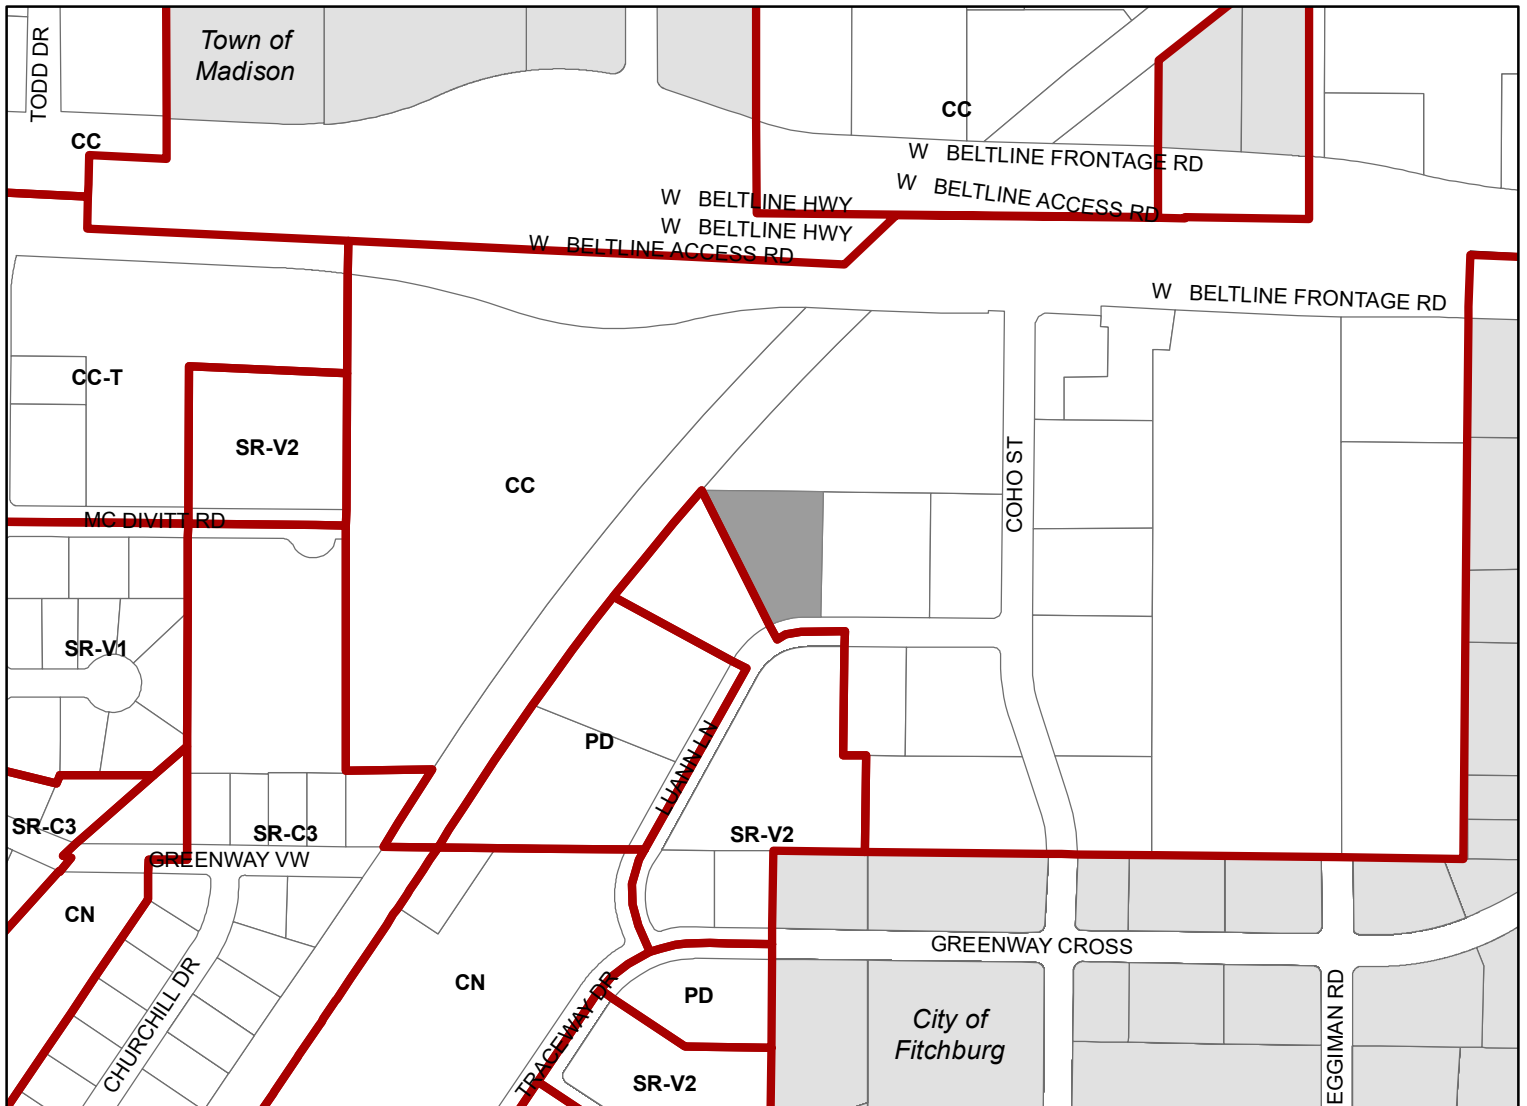 Town of
Madison
TODD DR
CC
CC
W BELTLINE FRONTAGE RD
W BELTLINE ACCESS RD
W BELTLINE HWY
W BELTLINE HWY
W BELTLINE ACCESS RD
W BELTLINE FRONTAGE RD
CC-T
SR-V2
CC
COHO ST
MC DIVITT RD
SR-V1
PD
LUANN LN
SR-C3
SR-C3
SR-V2
GREENWAY VW
CN
GREENWAY CROSS
CN
PD
CHURCHILL DR
TRACEWAY DR
City of
Fitchburg
EGGIMAN RD
SR-V2